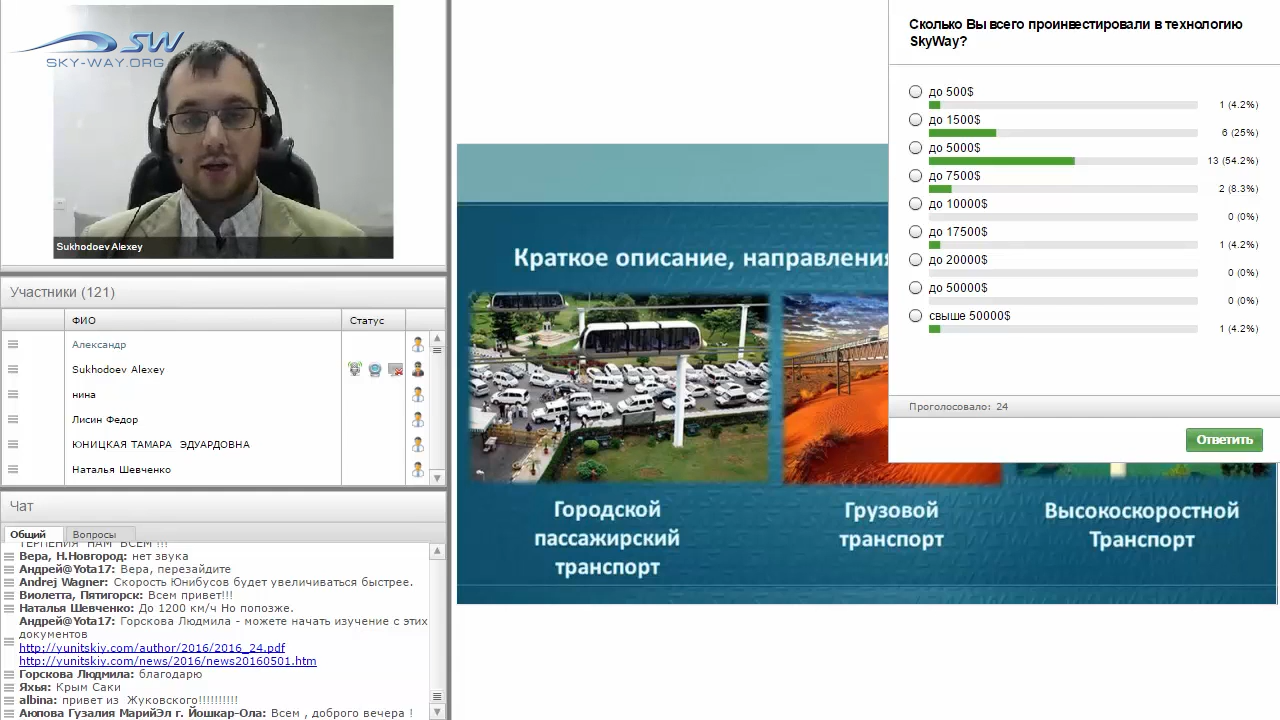 SW
SKY-WAY.ORG
Sukhodoev Alexey
Участники (121)
ФИО
Статус
Александр
Sukhodoev Alexey
нина
Лисин Федор
ЮНИЦКАЯ ТАМАРА ЭДУАРДОВНА
Наталья Шевченко
Чат
Общий
Вопросы
ТЕРПЕНИЯ НАМ ВСЕМ !!!
Вера, Н.Новгород: нет звука
Андрей@Yota17: Вера, перезайдите
Andrej Wagner: Скорость Юнибусов будет увеличиваться быстрее.
Виолетта, Пятигорск: Всем привет!!!
Наталья Шевченко: До 1200 км/ч Но попозже.
Андрей@Yota17: Горскова Людмила - можете начать изучение с этих
документов
http://yunitskiy.com/author/2016/2016_24.pdf
http://yunitskiy.com/news/2016/news20160501.htm
Горскова Людмила: благодарю
Яхья: Крым Саки
albina: привет из Жуковского!!!!!!!!!!
Аюпова Гузалия МарийЭл г. Йошкар-Ола: Всем , доброго вечера !
Краткое описание, направления
Городской
пассажирский
транспорт
Грузовой
транспорт
Высокоскоростной
Транспорт
Сколько Вы всего проинвестировали в технологию
SkyWay?
до 500$
1 (4.2%)
до 1500$
6 (25%)
до 5000$
13 (54.2%)
до 7500$
2 (8.3%)
до 10000$
0 (0%)
до 17500$
1 (4.2%)
до 20000$
0 (0%)
до 50000$
0 (0%)
свыше 50000$
1 (4.2%)
Проголосовало: 24
Ответить